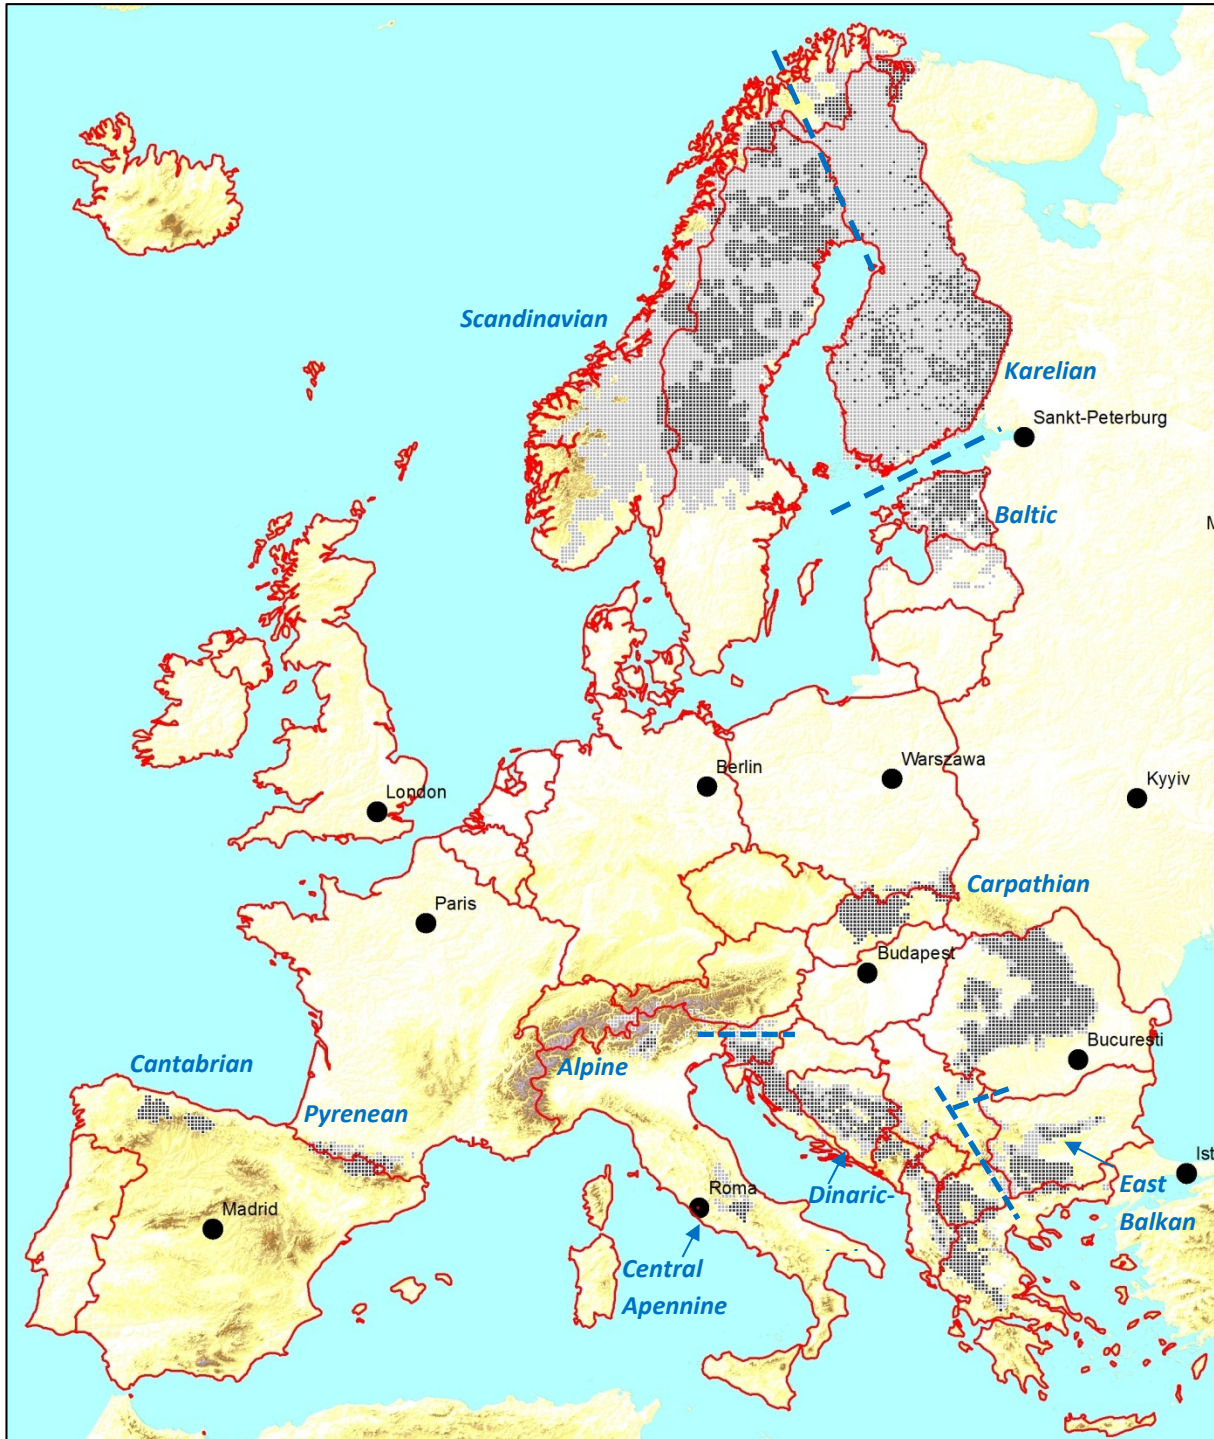 Scandinavian
Karelian
Sankt-Peterburg
Baltic
M
Berlin
Warszawa
Kyyiv
London
Carpathian
Paris
Budapest
Bucuresti
Cantabrian
Alpine
Pyrenean
Ist
Roma
Dinaric-
East
Balkan
Madrid
Central
Apennine